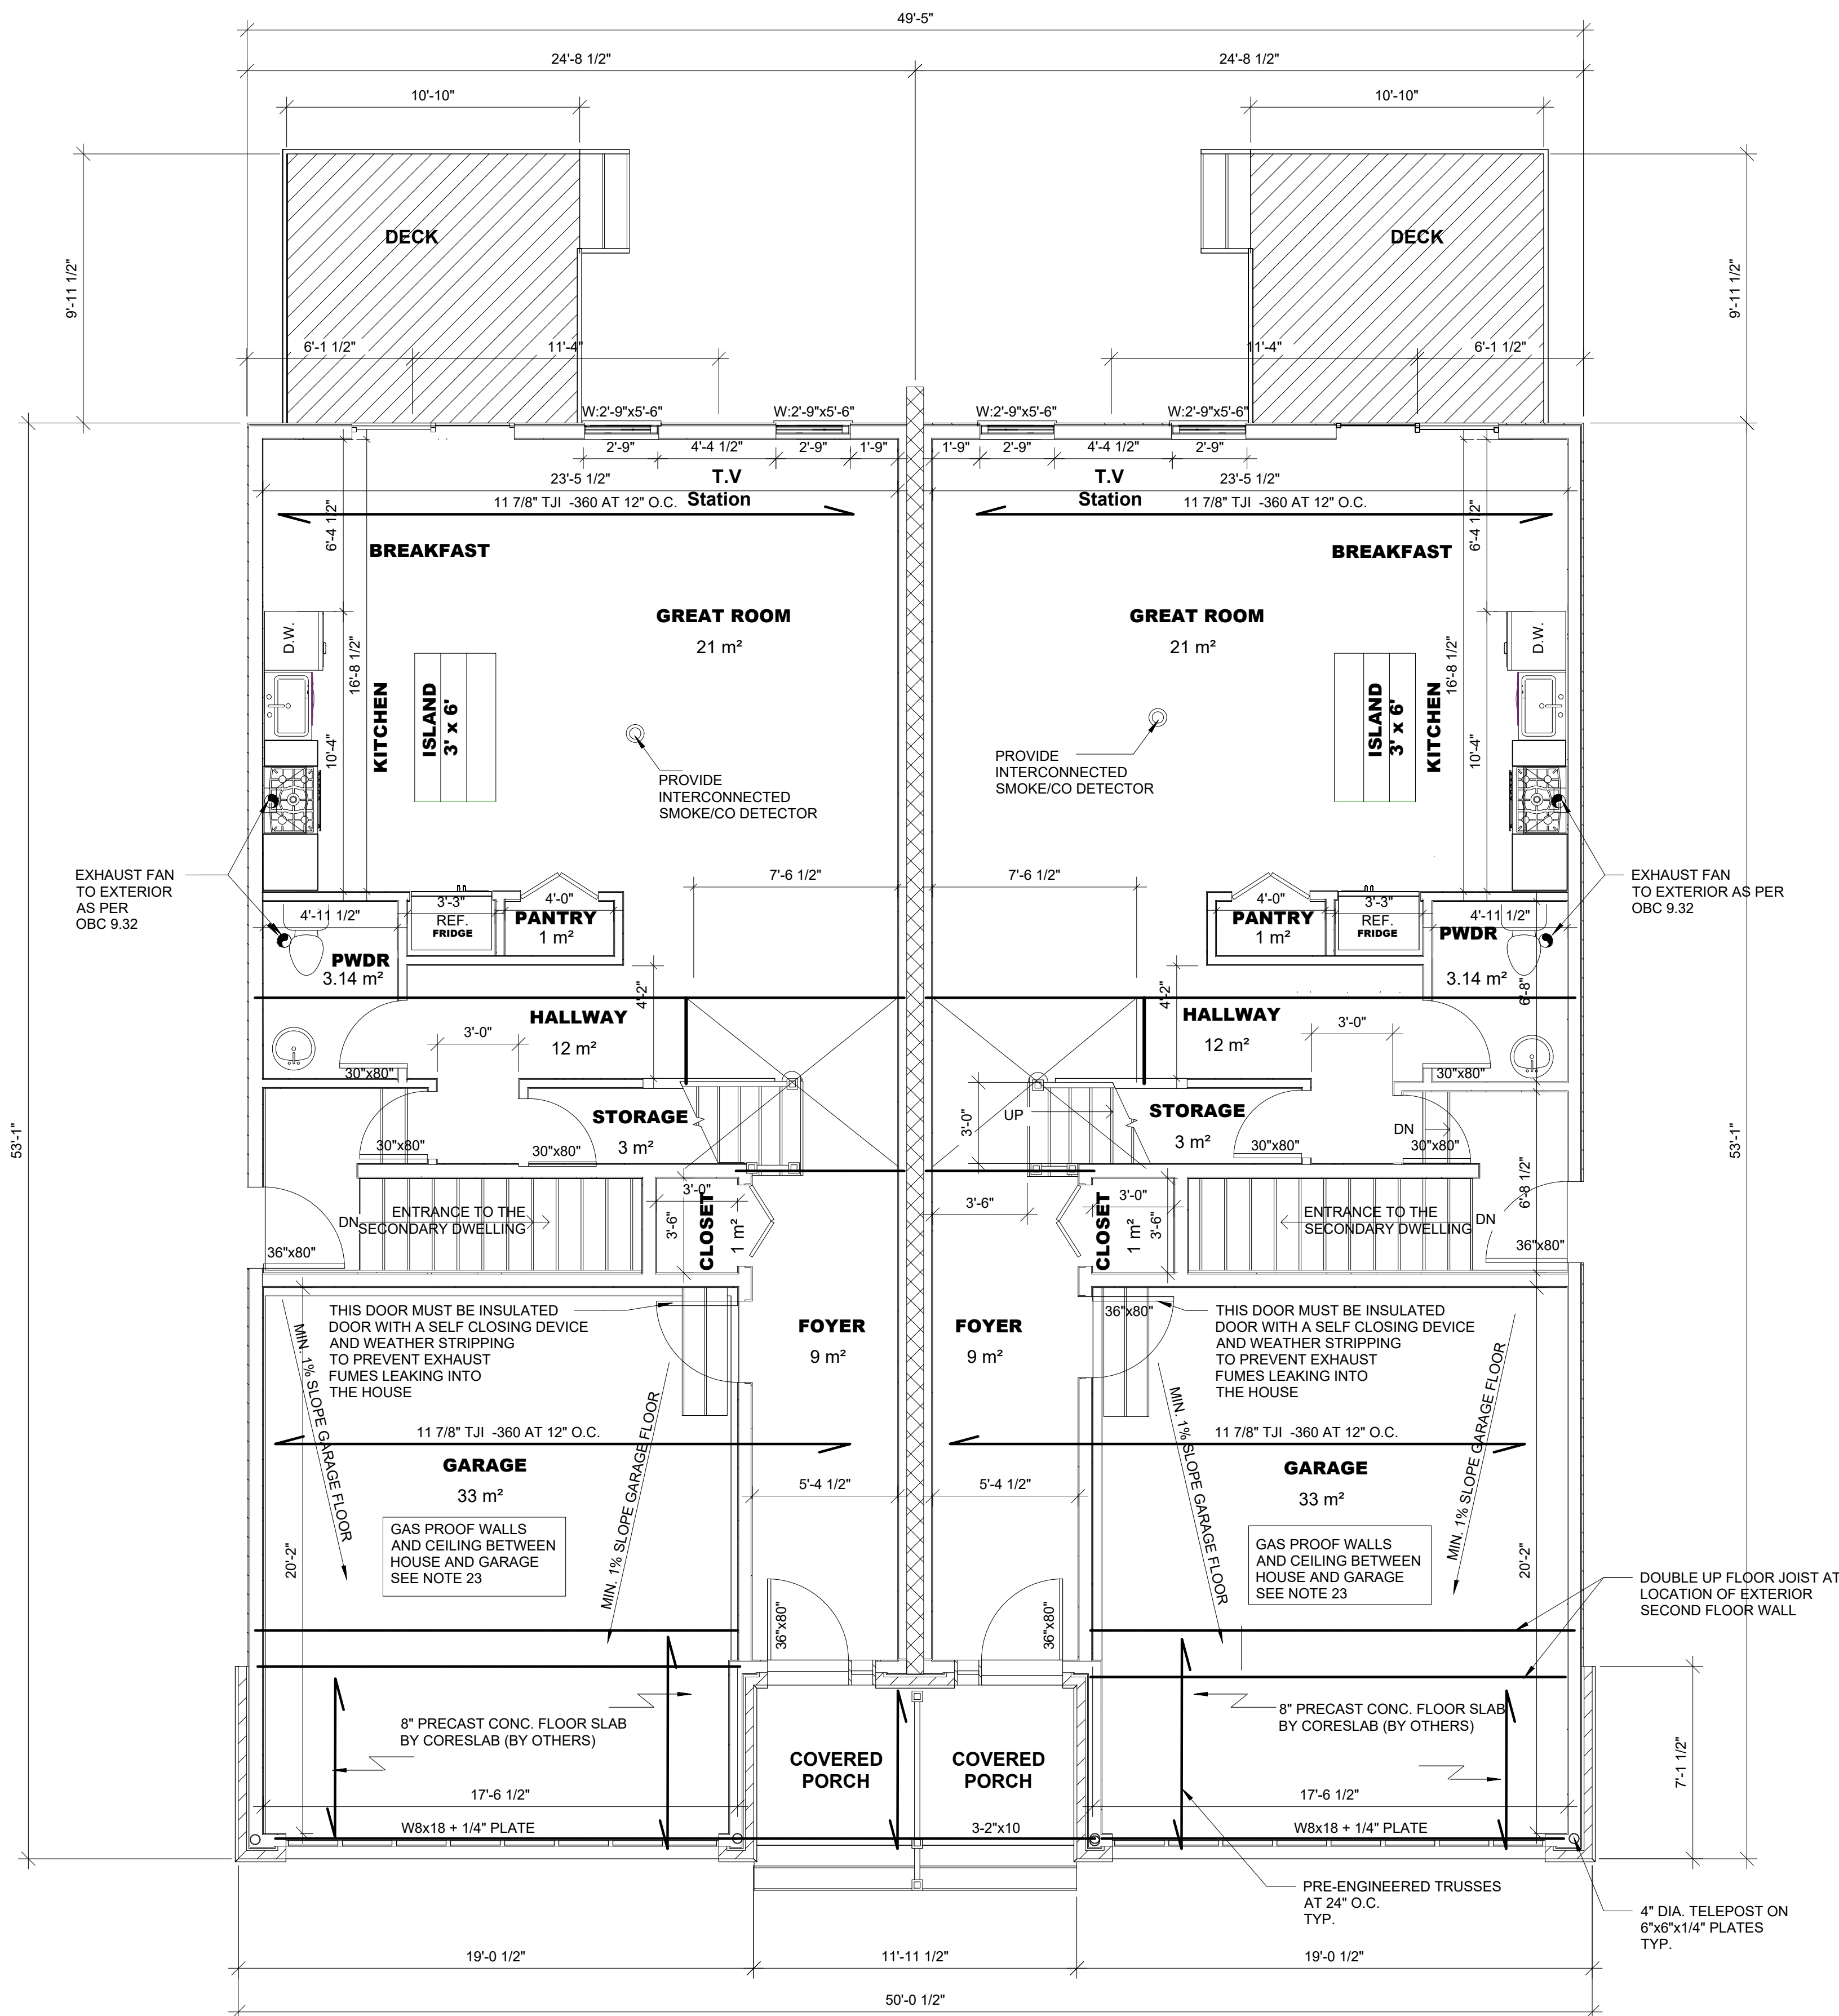 49'-5"
24'-8 1/2"
24'-8 1/2"
10'-10"
10'-10"
DECK
DECK
9'-11 1/2"
9'-11 1/2"
6'-1 1/2"
11'-4"
11'-4"
6'-1 1/2"
W:2'-9"x5'-6"
W:2'-9"x5'-6"
W:2'-9"x5'-6"
W:2'-9"x5'-6"
2'-9"
4'-4 1/2"
2'-9"
1'-9"
1'-9"
2'-9"
4'-4 1/2"
2'-9"
23'-5 1/2"
T.V
Station
T.V
Station
23'-5 1/2"
11 7/8" TJI -360 AT 12" O.C.
11 7/8" TJI -360 AT 12" O.C.
6'-4 1/2"
6'-4 1/2"
BREAKFAST
BREAKFAST
GREAT ROOM
21 m²
GREAT ROOM
21 m²
D.W.
D.W.
16'-8 1/2"
16'-8 1/2"
KITCHEN
ISLAND
3' x 6'
ISLAND
3' x 6'
KITCHEN
10'-4"
10'-4"
PROVIDE
INTERCONNECTED
SMOKE/CO DETECTOR
PROVIDE
INTERCONNECTED
SMOKE/CO DETECTOR
EXHAUST FAN
TO EXTERIOR
AS PER
OBC 9.32
EXHAUST FAN
TO EXTERIOR AS PER
OBC 9.32
7'-6 1/2"
7'-6 1/2"
4'-11 1/2"
3'-3"
4'-0"
4'-0"
3'-3"
4'-11 1/2"
REF.
FRIDGE
PANTRY
1 m²
PANTRY
1 m²
REF.
FRIDGE
PWDR
3.14 m²
PWDR
3.14 m²
4'-2"
4'-2"
6'-8"
HALLWAY
12 m²
HALLWAY
12 m²
3'-0"
3'-0"
30"x80"
30"x80"
STORAGE
3 m²
STORAGE
3 m²
UP
3'-0"
DN
30"x80"
30"x80"
30"x80"
30"x80"
53'-1"
53'-1"
6'-8 1/2"
3'-0"
3'-6"
CLOSET
1 m²
3'-6"
CLOSET
1 m²
3'-0"
3'-6"
DN
ENTRANCE TO THE
SECONDARY DWELLING
ENTRANCE TO THE
SECONDARY DWELLING
DN
36"x80"
36"x80"
THIS DOOR MUST BE INSULATED
DOOR WITH A SELF CLOSING DEVICE
AND WEATHER STRIPPING
TO PREVENT EXHAUST
FUMES LEAKING INTO
THE HOUSE
36"x80"
THIS DOOR MUST BE INSULATED
DOOR WITH A SELF CLOSING DEVICE
AND WEATHER STRIPPING
TO PREVENT EXHAUST
FUMES LEAKING INTO
THE HOUSE
FOYER
9 m²
FOYER
9 m²
MIN. 1% SLOPE GARAGE FLOOR
MIN. 1% SLOPE GARAGE FLOOR
MIN. 1% SLOPE GARAGE FLOOR
MIN. 1% SLOPE GARAGE FLOOR
11 7/8" TJI -360 AT 12" O.C.
11 7/8" TJI -360 AT 12" O.C.
GARAGE
33 m²
GARAGE
33 m²
5'-4 1/2"
5'-4 1/2"
GAS PROOF WALLS
AND CEILING BETWEEN
HOUSE AND GARAGE
SEE NOTE 23
GAS PROOF WALLS
AND CEILING BETWEEN
HOUSE AND GARAGE
SEE NOTE 23
20'-2"
20'-2"
36"x80"
36"x80"
DOUBLE UP FLOOR JOIST AT
LOCATION OF EXTERIOR
SECOND FLOOR WALL
8" PRECAST CONC. FLOOR SLAB
BY CORESLAB (BY OTHERS)
8" PRECAST CONC. FLOOR SLAB
BY CORESLAB (BY OTHERS)
COVERED
PORCH
COVERED
PORCH
7'-1 1/2"
17'-6 1/2"
17'-6 1/2"
W8x18 + 1/4" PLATE
3-2"x10
W8x18 + 1/4" PLATE
PRE-ENGINEERED TRUSSES
AT 24" O.C.
TYP.
4" DIA. TELEPOST ON
6"x6"x1/4" PLATES
TYP.
19'-0 1/2"
11'-11 1/2"
19'-0 1/2"
50'-0 1/2"